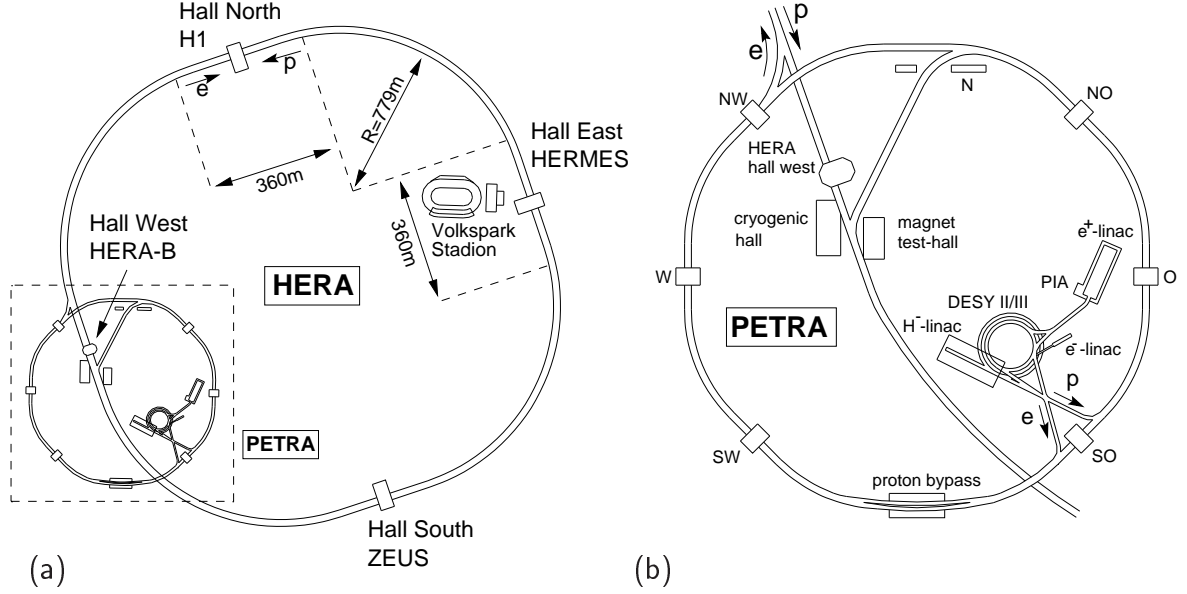 Hall North
H1
e
p
R=779m
360m
Hall East
HERMES
360m
Volkspark
Stadion
Hall West
HERA-B
HERA
PETRA
Hall South
ZEUS
(a)
p
e
N
NW
NO
HERA
hall west
cryogenic
hall
magnet
test-hall
e+-linac
W
O
PIA
DESY II/III
PETRA
H⁻-linac
e⁻-linac
p
e
SW
SO
proton bypass
(b)